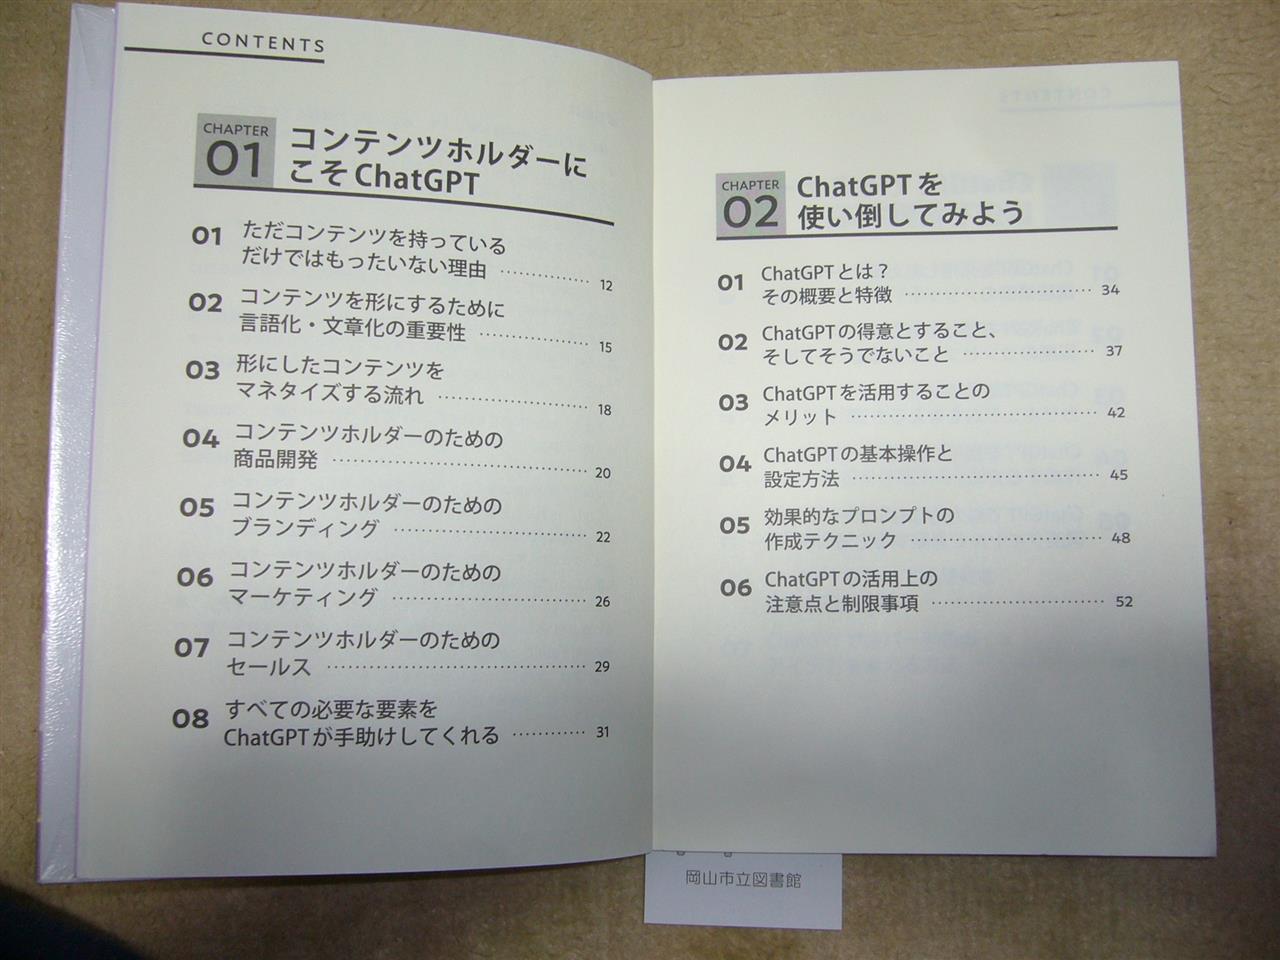 CONTENTS
CHAPTER
01
コンテンツホルダーに
こそChatGPT
01 ただコンテンツを持っている
だけではもったいない理由 12
02 コンテンツを形にするために
言語化・文章化の重要性 15
03 形にしたコンテンツを
マネタイズする流れ 18
04 コンテンツホルダーのための
商品開発 20
05 コンテンツホルダーのための
ブランディング 22
06 コンテンツホルダーのための
マーケティング 26
07 コンテンツホルダーのための
セールス 29
08 すべての必要な要素を
ChatGPTが手助けしてくれる 31
CHAPTER
02
ChatGPTを
使い倒してみよう
01 ChatGPTとは？
その概要と特徴 34
02 ChatGPTの得意とすること、
そしてそうでないこと 37
03 ChatGPTを活用することの
メリット 42
04 ChatGPTの基本操作と
設定方法 45
05 効果的なプロンプトの
作成テクニック 48
06 ChatGPTの活用上の
注意点と制限事項 52
岡山市立図書館